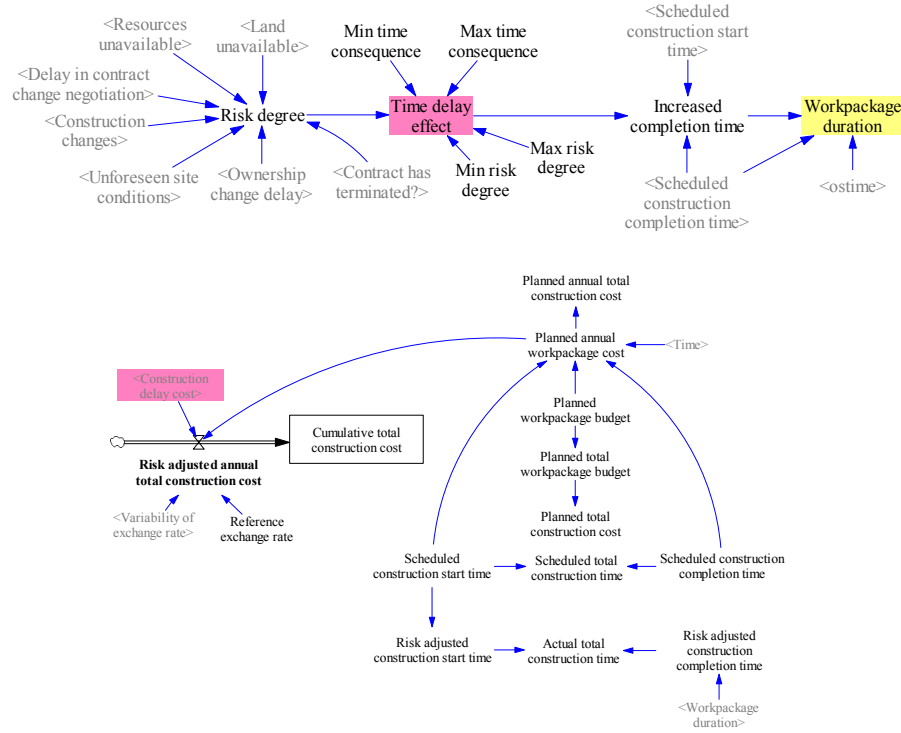 <Resources
unavailable>
<Land
unavailable>
Min time
consequence
Max time
consequence
<Scheduled
construction start
time>
<Delay in contract
change negotiation>
<Construction
changes>
Risk degree
Time delay
effect
Increased
completion time
Workpackage
duration
<Unforeseen site
conditions>
<Ownership
change delay>
<Contract has
terminated?>
Min risk
degree
Max risk
degree
<Scheduled
construction
completion time>
<ostime>
Planned annual total
construction cost
Planned annual
workpackage cost
<Time>
<Construction
delay cost>
Planned
workpackage budget
Cumulative total
construction cost
Risk adjusted annual
total construction cost
Planned total
workpackage budget
<Variability of
exchange rate>
Reference
exchange rate
Planned total
construction cost
Scheduled
construction start time
Scheduled total
construction time
Scheduled construction
completion time
Risk adjusted
construction start time
Actual total
construction time
Risk adjusted
construction
completion time
<Workpackage
duration>